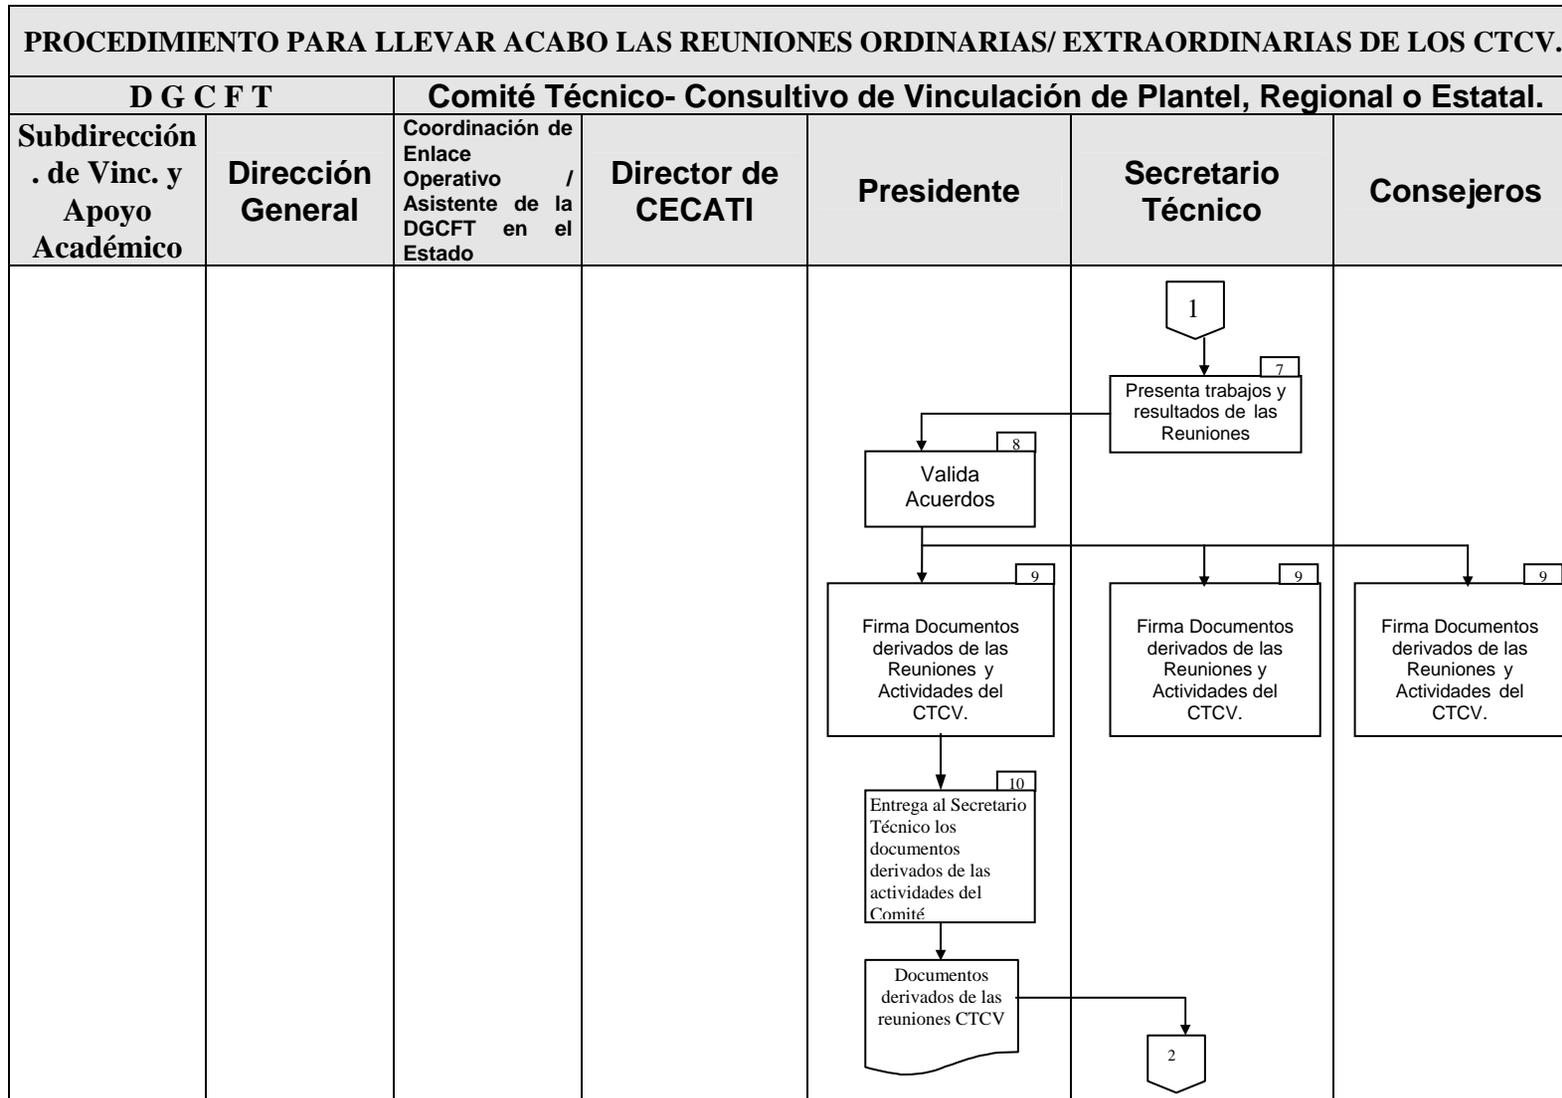 PROCEDIMIENTO PARA LLEVAR ACABO LAS REUNIONES ORDINARIAS/ EXTRAORDINARIAS DE LOS CTCV.
D G C F T
Comité Técnico- Consultivo de Vinculación de Plantel, Regional o Estatal.
Subdirección
. de Vinc. y
Apoyo
Académico
Dirección
General
Coordinación de
Enlace
Operativo /
Asistente de la
DGCFT en el
Estado
Director de
CECATI
Presidente
Secretario
Técnico
Consejeros
1
7
Presenta trabajos y
resultados de las
Reuniones
8
Valida
Acuerdos
9
Firma Documentos
derivados de las
Reuniones y
Actividades del
CTCV.
9
Firma Documentos
derivados de las
Reuniones y
Actividades del
CTCV.
9
Firma Documentos
derivados de las
Reuniones y
Actividades del
CTCV.
10
Entrega al Secretario
Técnico los
documentos
derivados de las
actividades del
Comité
Documentos
derivados de las
reuniones CTCV
2